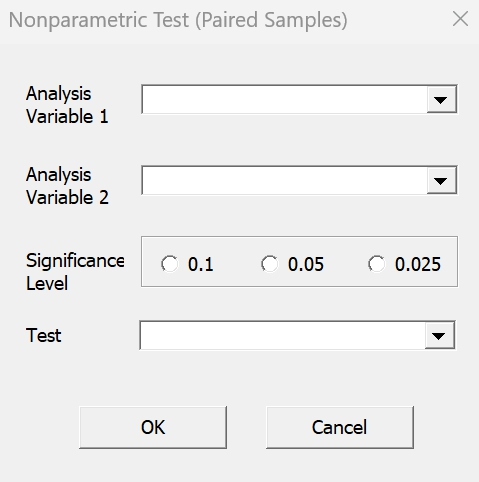 Nonparametric Test (Paired Samples)
Analysis
Variable 1
Analysis
Variable 2
Significance
Level
0.1 0.05 0.025
Test
OK Cancel